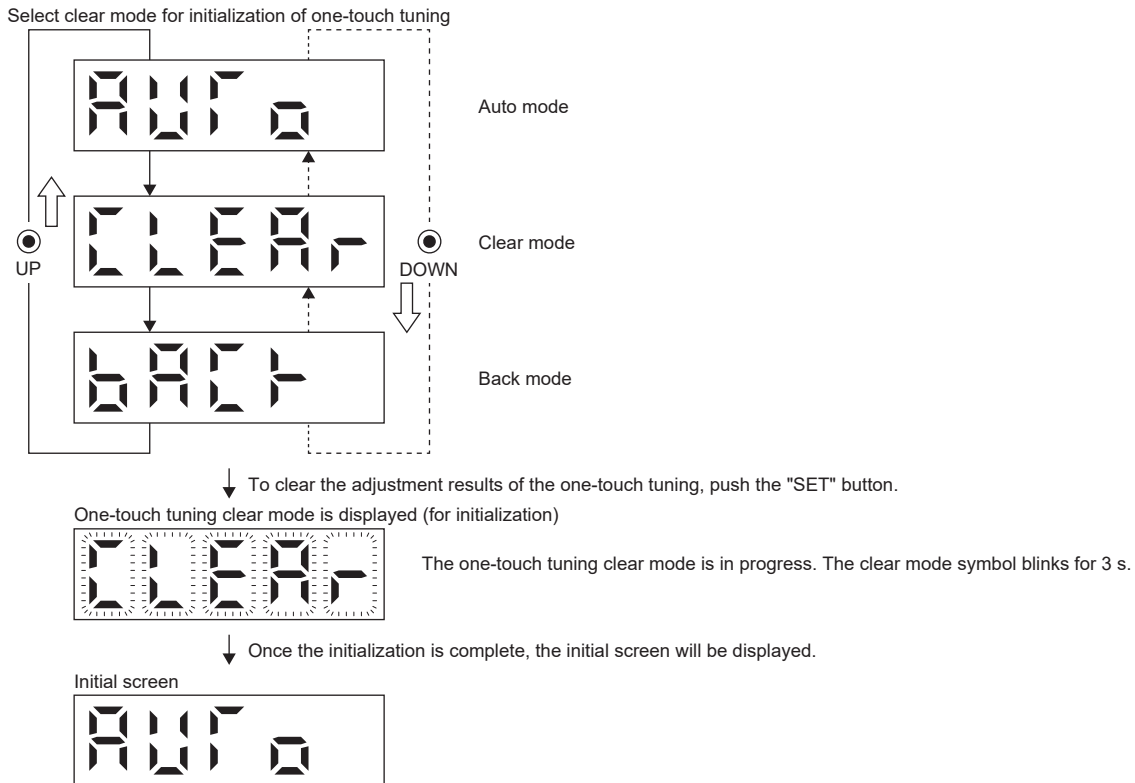 Select clear mode for initialization of one-touch tuning
AUTo
Auto mode
CLEAr
Clear mode
UP
DOWN
bACk
Back mode
To clear the adjustment results of the one-touch tuning, push the "SET" button.
One-touch tuning clear mode is displayed (for initialization)
CLEAr
The one-touch tuning clear mode is in progress. The clear mode symbol blinks for 3 s.
Once the initialization is complete, the initial screen will be displayed.
Initial screen
AUTo